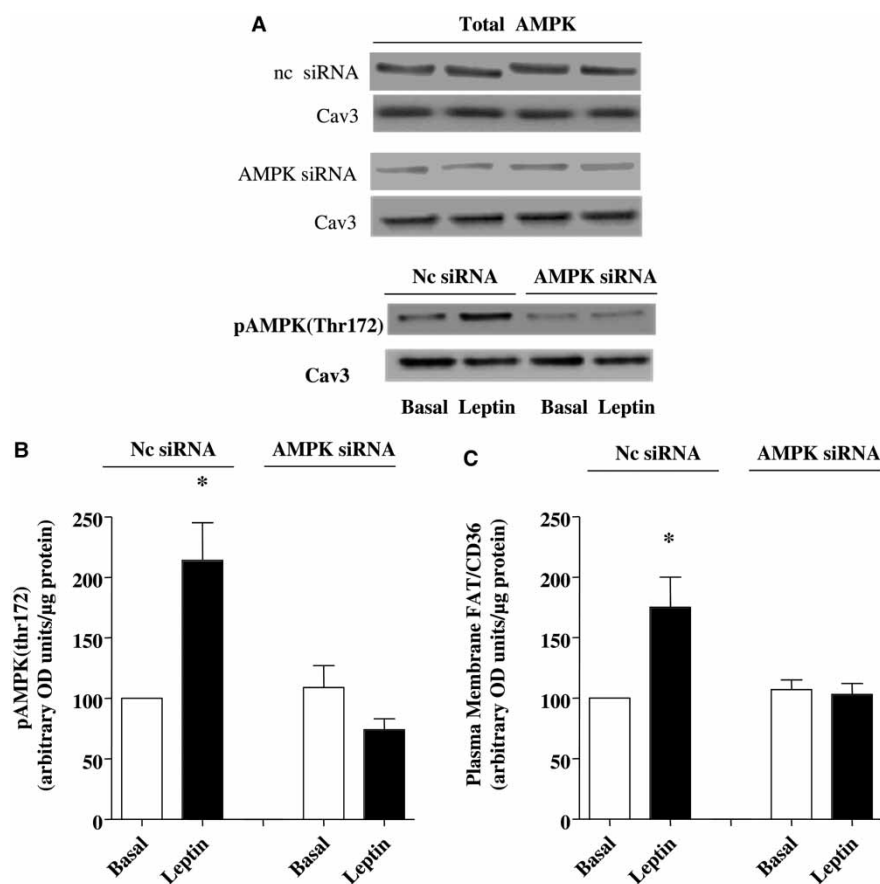 A
Total AMPK
nc siRNA
Cav3
AMPK siRNA
Cav3
Nc siRNA AMPK siRNA
pAMPK(Thr172)
Cav3
Basal Leptin Basal Leptin
B
Nc siRNA AMPK siRNA
*
pAMPK(thr172)
(arbitrary OD units/µg protein)
250
200
150
100
50
0
Basal Leptin Basal Leptin
C
Nc siRNA AMPK siRNA
*
Plasma Membrane FAT/CD36
(arbitrary OD units/µg protein)
250
200
150
100
50
0
Basal Leptin Basal Leptin